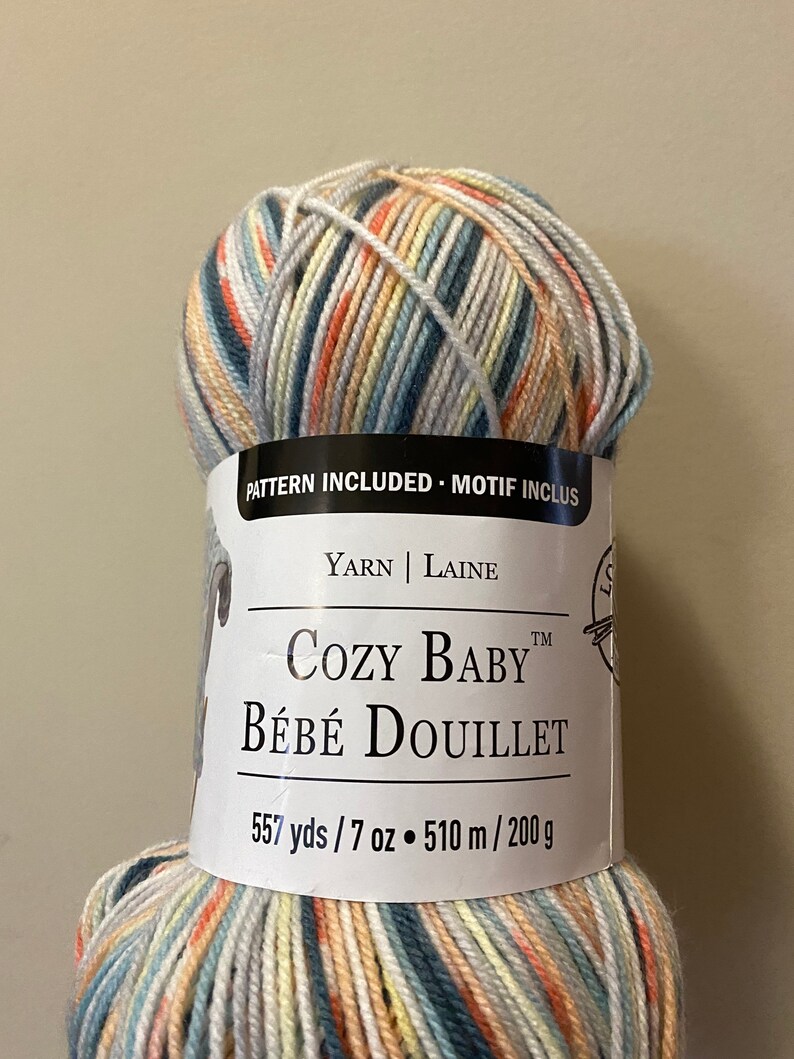 PATTERN INCLUDED · MOTIF INCLUS
YARN | LAINE
COZY BABY™
BÉBÉ DOUILLET
557 yds / 7 oz • 510 m / 200 g